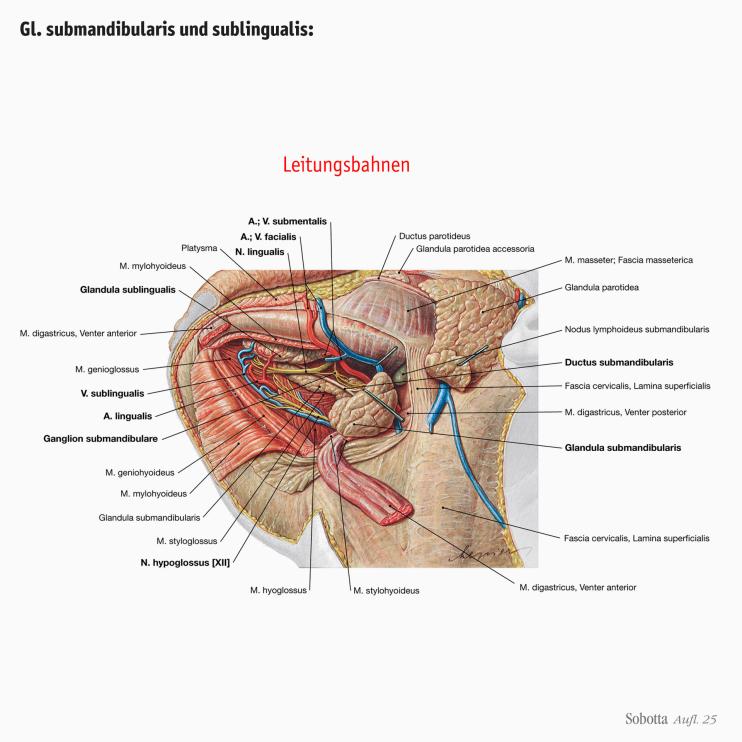 Gl. submandibularis und sublingualis:
Leitungsbahnen
A.; V. submentalis
A.; V. facialis
Platysma
N. lingualis
M. mylohyoideus
Glandula sublingualis
M. digastricus, Venter anterior
M. genioglossus
V. sublingualis
A. lingualis
Ganglion submandibulare
M. geniohyoideus
M. mylohyoideus
Glandula submandibularis
M. styloglossus
N. hypoglossus [XII]
M. hyoglossus
M. stylohyoideus
Ductus parotideus
Glandula parotidea accessoria
M. masseter; Fascia masseterica
Glandula parotidea
Nodus lymphoideus submandibularis
Ductus submandibularis
Fascia cervicalis, Lamina superficialis
M. digastricus, Venter posterior
Glandula submandibularis
Fascia cervicalis, Lamina superficialis
M. digastricus, Venter anterior
Sobotta Aufl. 25